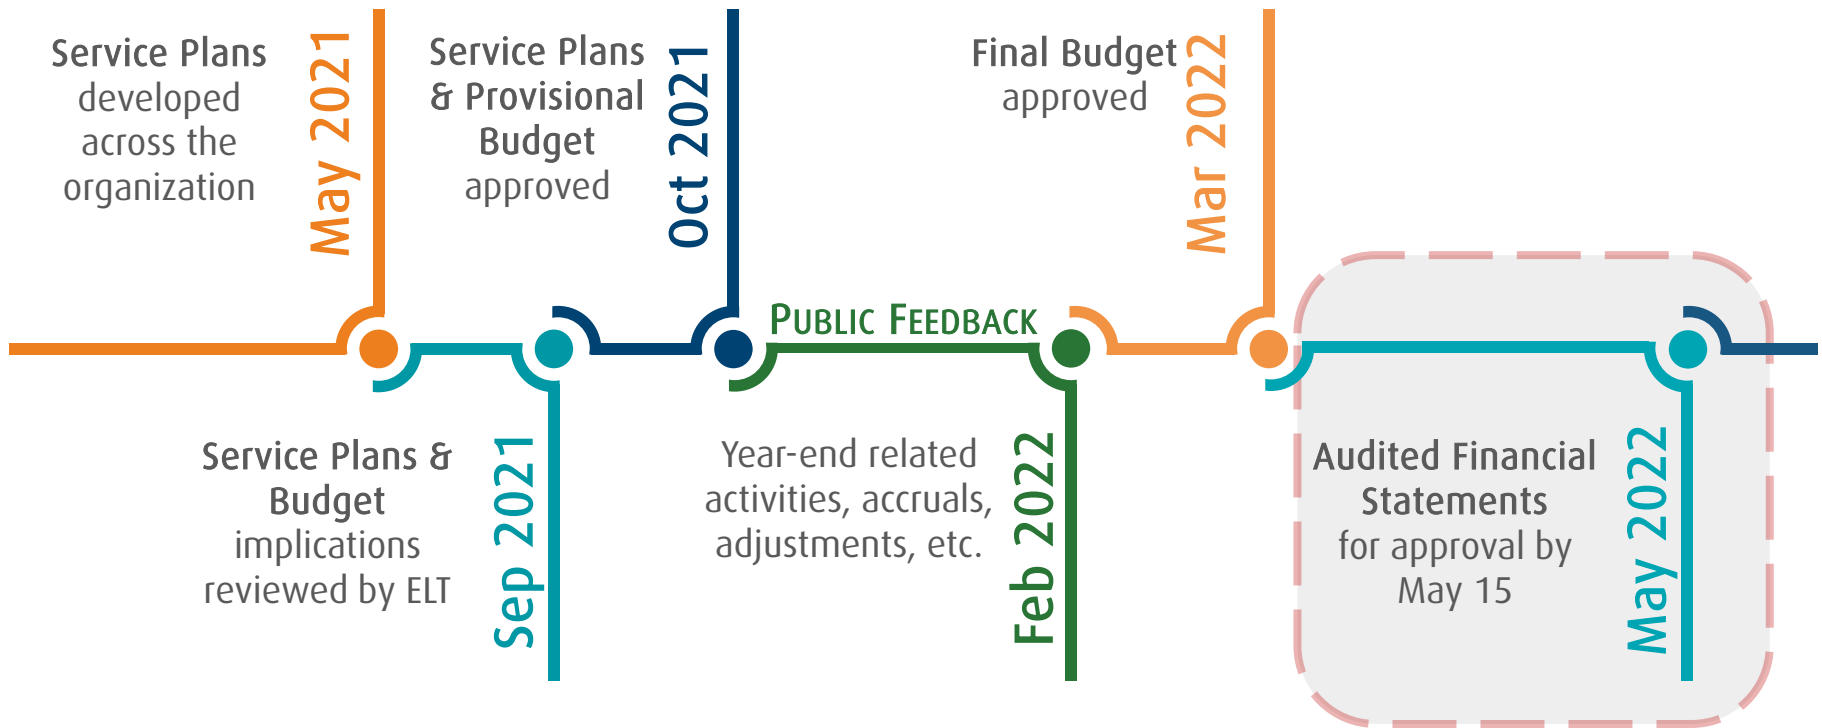 Service Plans
developed
across the
organization
May 2021
Service Plans &
Budget
implications
reviewed by ELT
Sep 2021
Service Plans
& Provisional
Budget
approved
Oct 2021
PUBLIC FEEDBACK
Year-end related
activities, accruals,
adjustments, etc.
Feb 2022
Final Budget
approved
Mar 2022
Audited Financial
Statements
for approval by
May 15
May 2022